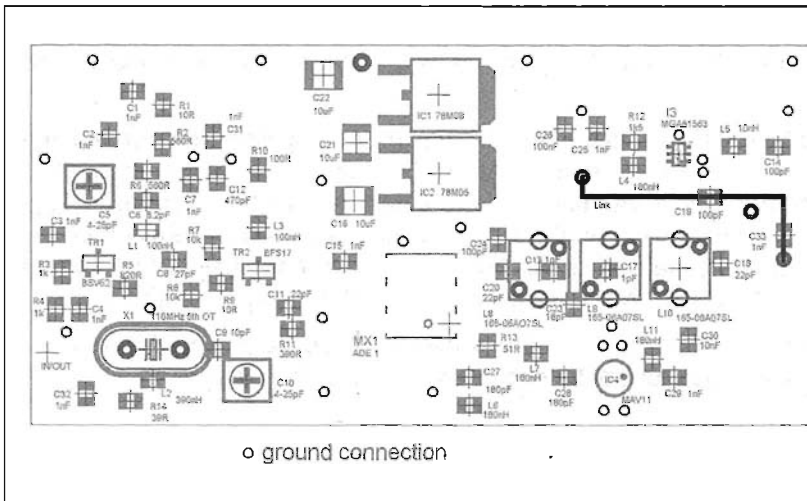 C1
1nF
R1
10R
C2
1nF
R2
560R
1nF
C31
C22
10uF
IC1 78M08
C21
10uF
R10
100R
IC2 78M05
C26
100nF
C25 1nF
R12
1k5
I3
MGA81563
L5 10nH
C14
100pF
L4
180nH
Link
C19
100pF
C33
1nF
C5
4-25pF
R6 560R
C6 8.2pF
C7
1nF
C12
470pF
C16 10uF
C3 1nF
L1 100nH
R7
10k
L3
100nH
C15 1nF
C24
100pF
TR1
BSV52
R3
1k
R5
820R
C8 27pF
TR2 BFS17
R8
10k
R9
10R
C11 22pF
C20
22pF
C13 1nF
C17
1pF
C18
22pF
C23
18pF
R4
1k
C4
1nF
X1 116MHz 5th OT
C9 10pF
R11
390R
MX1
ADE 1
L8
165-06A07SL
L9
165-06A07SL
L10
165-06A07SL
R13
51R
L7
180nH
L11
180nH
C30
10nF
IN/OUT
C32
1nF
L2
390nH
R14
39R
C10
4-25pF
C27
180pF
C28
180pF
IC4
MAV11
C29 1nF
L6
180nH
o ground connection